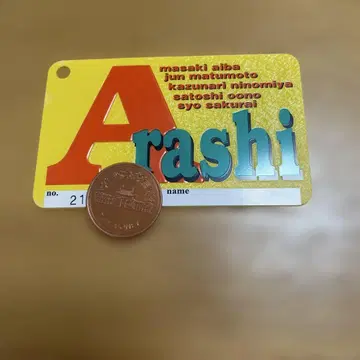 masaki aiba
jun matumoto
kazunari ninomiya
satoshi oono
syo sakurai
Arashi
no. 21
name